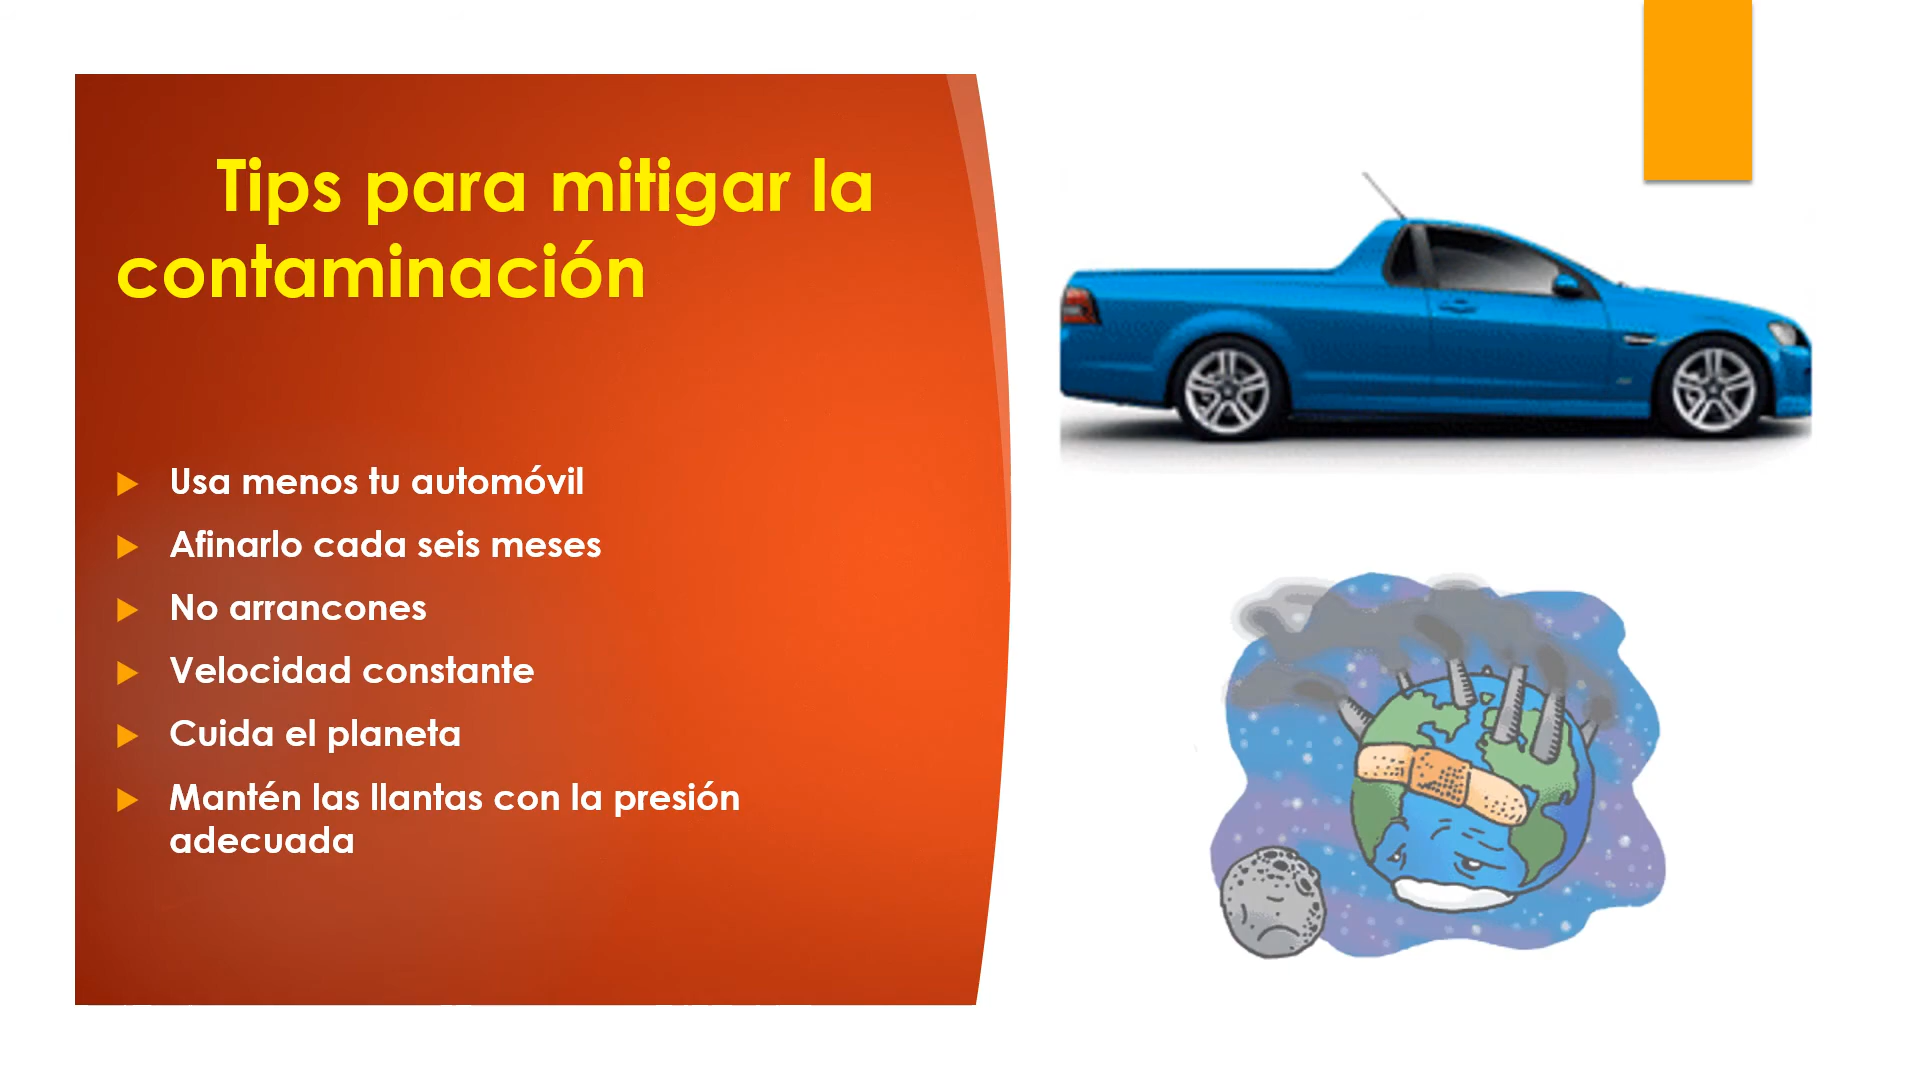 Tips para mitigar la
contaminación
Usa menos tu automóvil
Afinarlo cada seis meses
No arrancones
Velocidad constante
Cuida el planeta
Mantén las llantas con la presión
adecuada